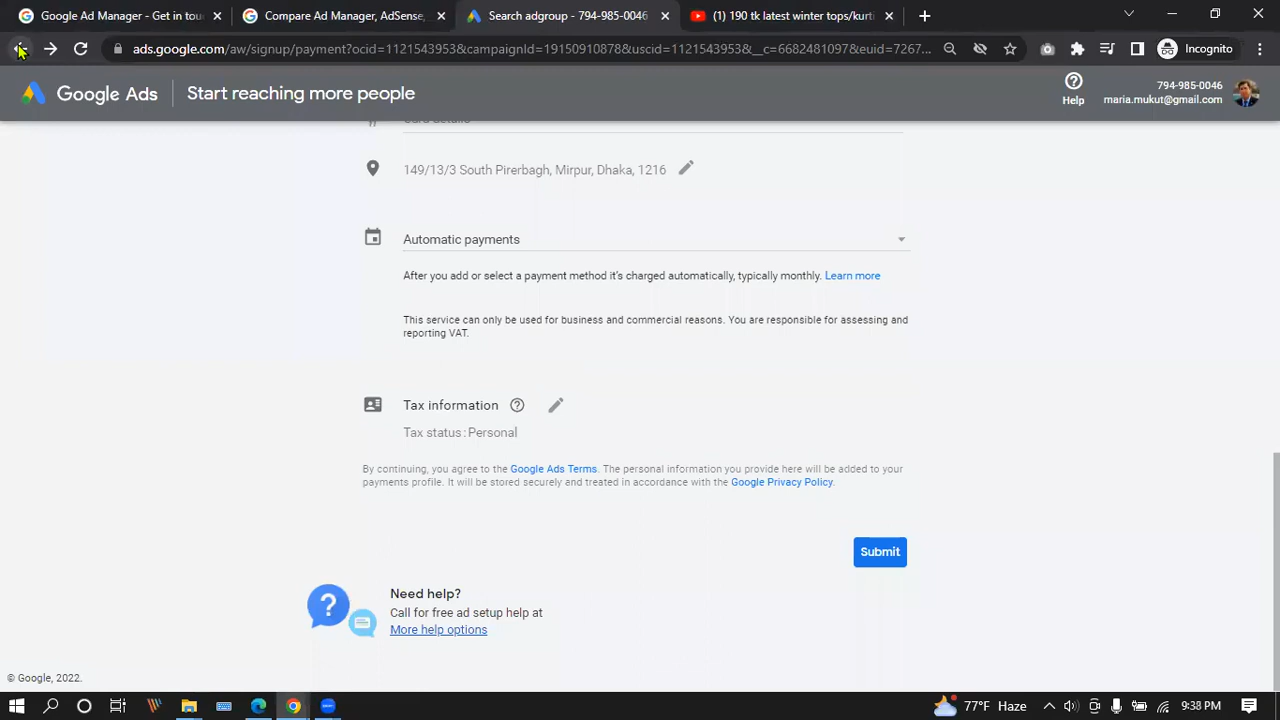 Google Ad Manager - Get in tou
Compare Ad Manager, AdSense,
Search adgroup - 794-985-0046
(1) 190 tk latest winter tops/kurti
ads.google.com/aw/signup/payment?ocid=1121543953&campaignId=19150910878&uscid=1121543953&__c=6682481097&euid=7267...
Incognito
Google Ads
Start reaching more people
Help
794-985-0046
maria.mukut@gmail.com
Card details
149/13/3 South Pirerbagh, Mirpur, Dhaka, 1216
Automatic payments
After you add or select a payment method it's charged automatically, typically monthly. Learn more
This service can only be used for business and commercial reasons. You are responsible for assessing and
reporting VAT.
Tax information
Tax status: Personal
By continuing, you agree to the Google Ads Terms. The personal information you provide here will be added to your
payments profile. It will be stored securely and treated in accordance with the Google Privacy Policy.
Submit
Need help?
Call for free ad setup help at
More help options
© Google, 2022.
77°F Haze
9:38 PM